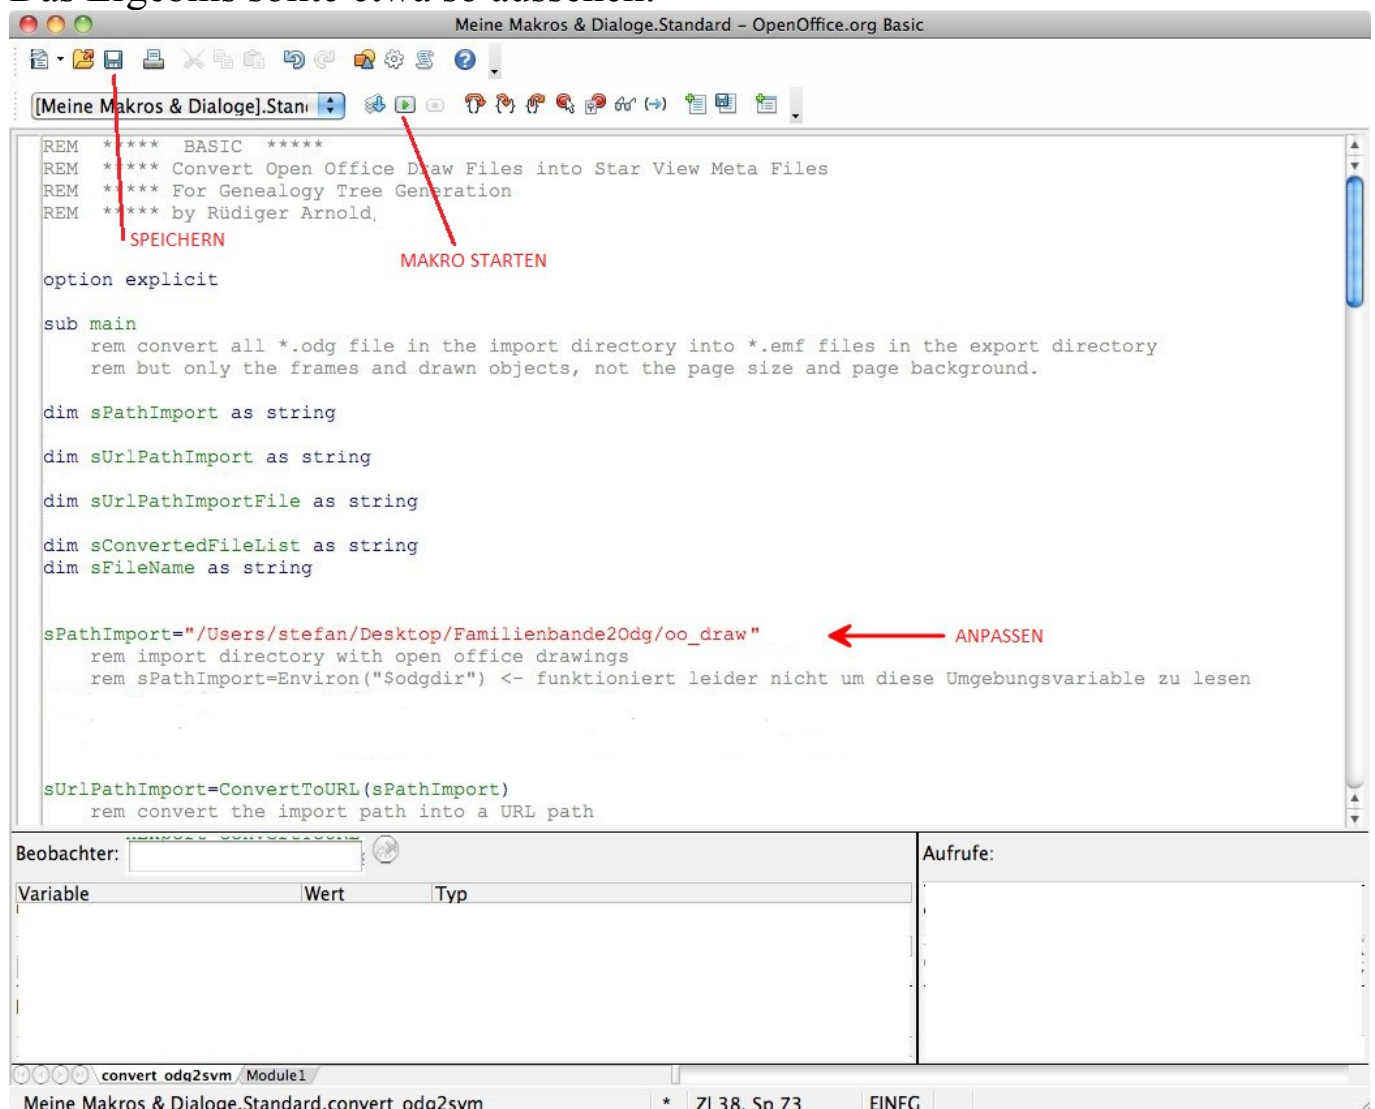 Das Ergebnis sollte etwa so aussehen:
Meine Makros & Dialoge.Standard – OpenOffice.org Basic
[Meine Makros & Dialoge].Stan
REM ***** BASIC *****
REM ***** Convert Open Office Draw Files into Star View Meta Files
REM ***** For Genealogy Tree Generation
REM ***** by Rüdiger Arnold
SPEICHERN
MAKRO STARTEN
option explicit
sub main
rem convert all *.odg file in the import directory into *.emf files in the export directory
rem but only the frames and drawn objects, not the page size and page background.
dim sPathImport as string
dim sUrlPathImport as string
dim sUrlPathImportFile as string
dim sConvertedFileList as string
dim sFileName as string
sPathImport="/Users/stefan/Desktop/Familienbande2Odg/oo_draw"
ANPASSEN
rem import directory with open office drawings
rem sPathImport=Environ("$odgdir") <- funktioniert leider nicht um diese Umgebungsvariable zu lesen
sUrlPathImport=ConvertToURL(sPathImport)
rem convert the import path into a URL path
Beobachter:
Aufrufe:
Variable Wert Typ
convert_odg2svm Module1
Meine Makros & Dialoge.Standard.convert_odg2svm * Zl 38, Sp 73 EINFG